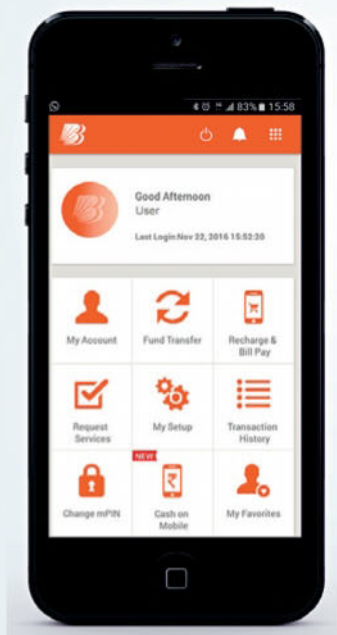 83% 15:58
Good Afternoon
User
Last Login:Nov 22, 2016 15:52:20
My Account
Fund Transfer
Recharge &
Bill Pay
Request
Services
My Setup
Transaction
History
NEW
Change mPIN
Cash on
Mobile
My Favorites